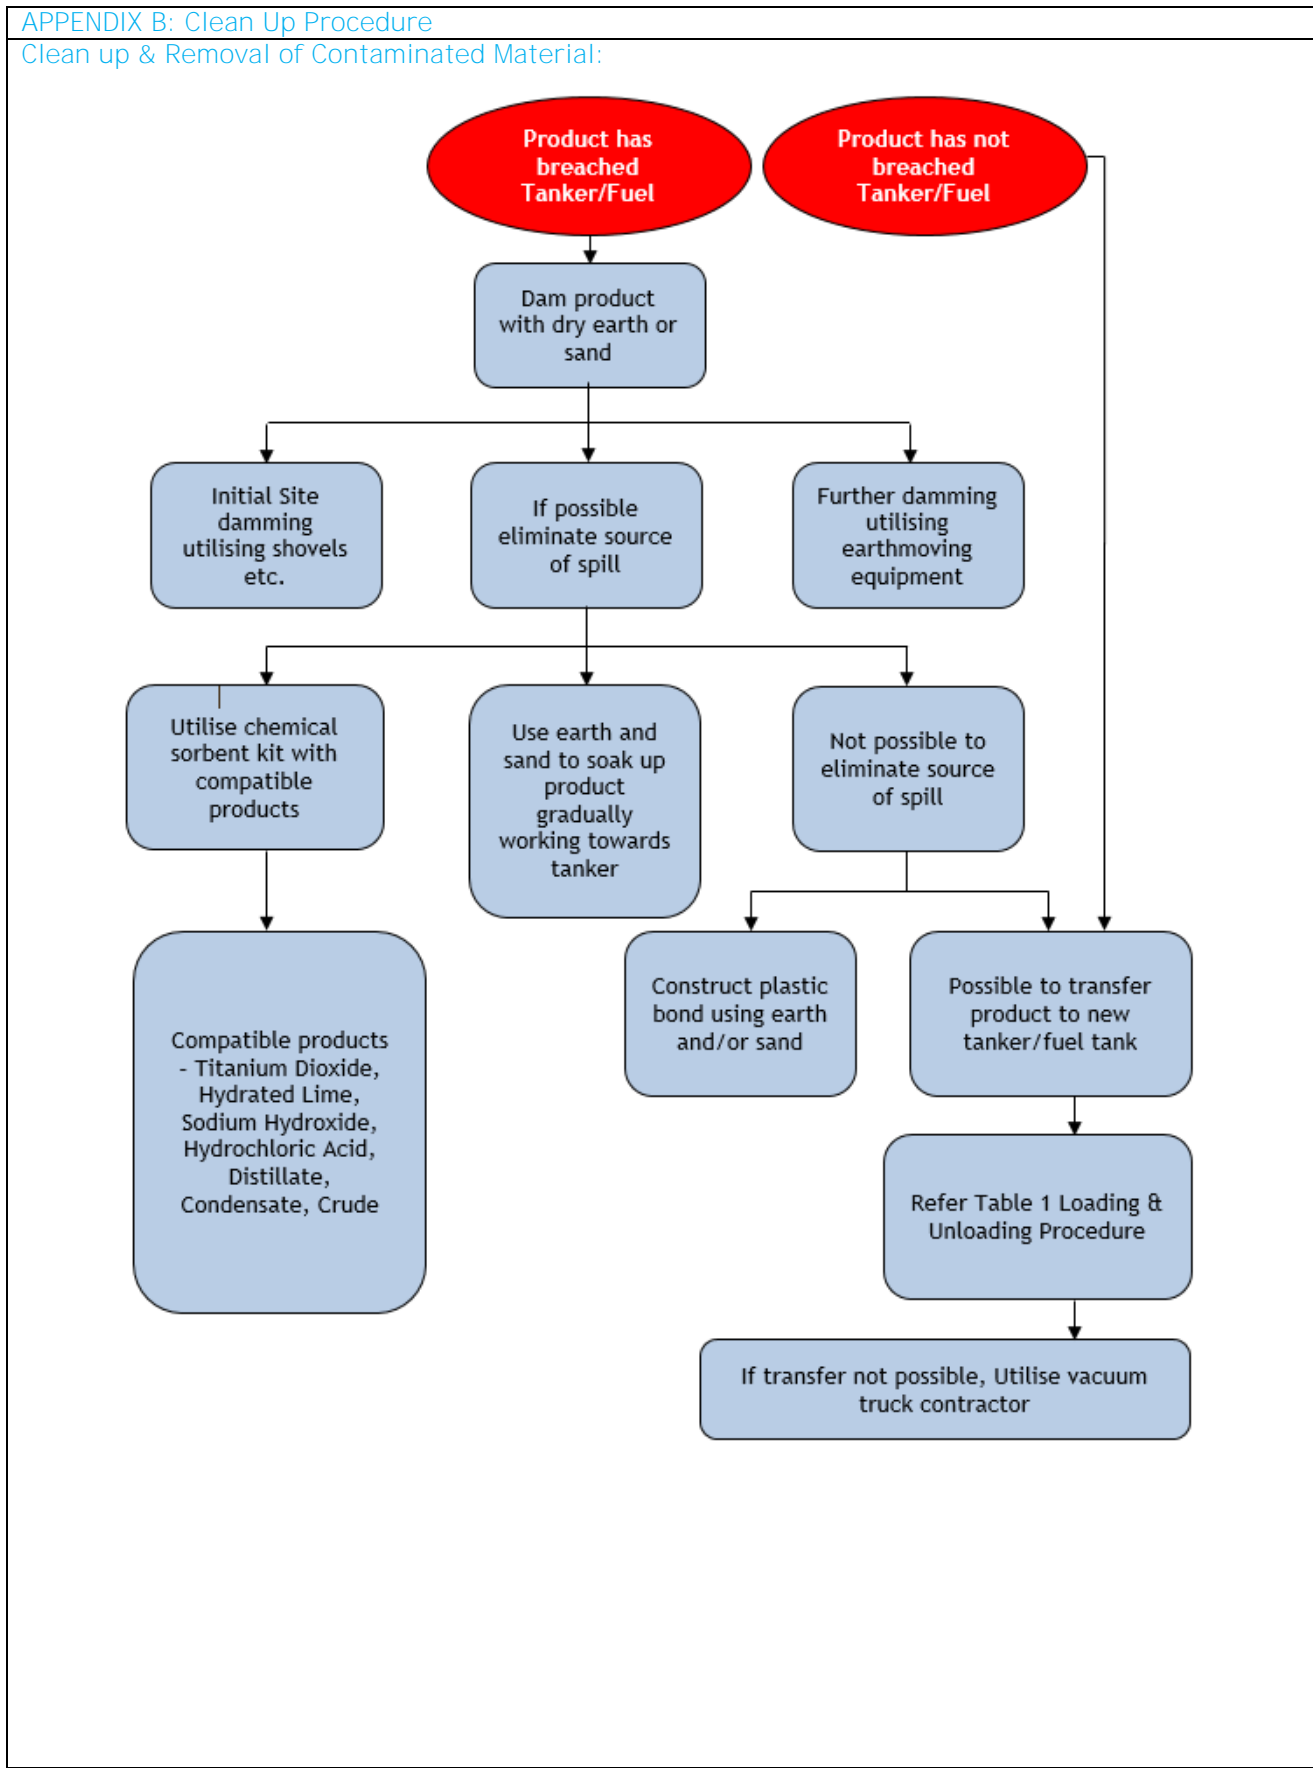 APPENDIX B: Clean Up Procedure
Clean up & Removal of Contaminated Material:
Product has
breached
Tanker/Fuel
Product has not
breached
Tanker/Fuel
Dam product
with dry earth or
sand
Initial Site
damming
utilising shovels
etc.
If possible
eliminate source
of spill
Further damming
utilising
earthmoving
equipment
Utilise chemical
sorbent kit with
compatible
products
Use earth and
sand to soak up
product
gradually
working towards
tanker
Not possible to
eliminate source
of spill
Compatible products
- Titanium Dioxide,
Hydrated Lime,
Sodium Hydroxide,
Hydrochloric Acid,
Distillate,
Condensate, Crude
Construct plastic
bond using earth
and/or sand
Possible to transfer
product to new
tanker/fuel tank
Refer Table 1 Loading &
Unloading Procedure
If transfer not possible, Utilise vacuum
truck contractor